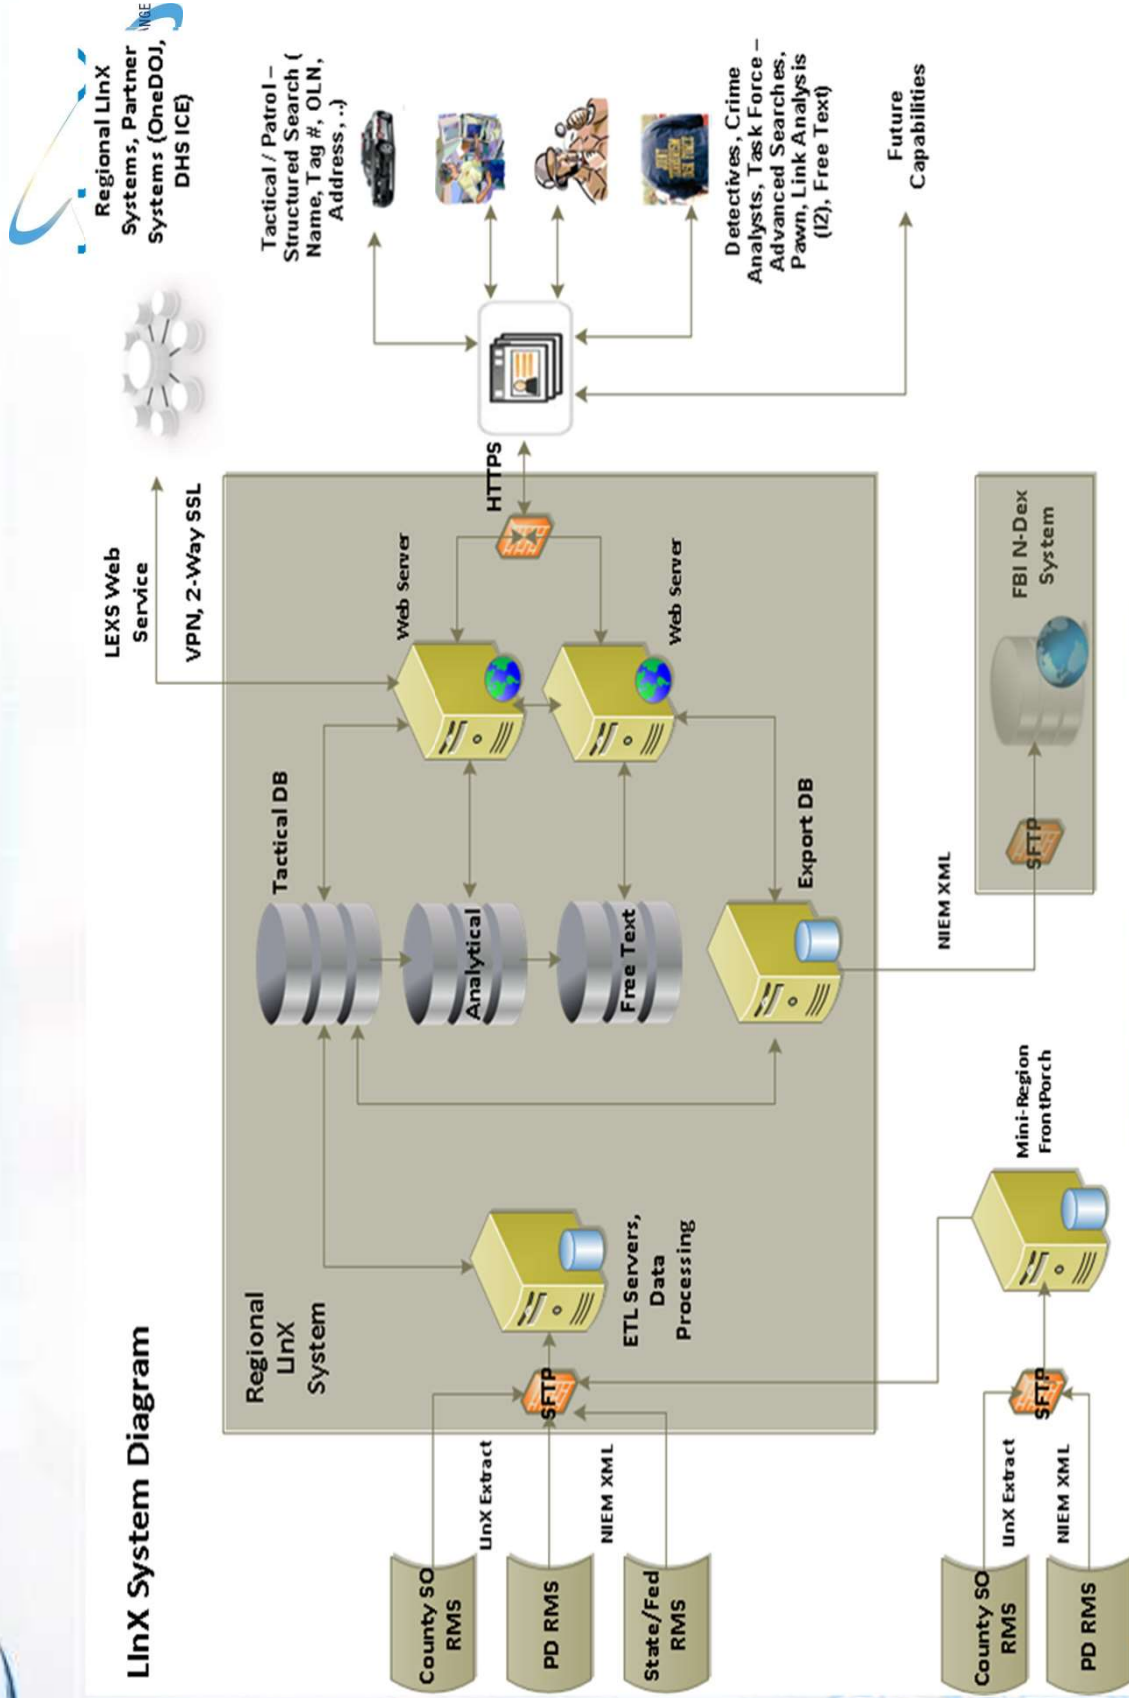 LInX System Diagram
ANGE
Regional LInX
Systems, Partner
Systems (OneDOJ,
DHS ICE)
LEXS Web
Service
VPN, 2-Way SSL
Tactical / Patrol –
Structured Search (
Name, Tag #, OLN,
Address, ..)
Regional
LInX
System
Tactical DB
Web Server
HTTPS
County SO
RMS
LInX Extract
PD RMS
NIEM XML
State/Fed
RMS
SFTP
ETL Servers,
Data
Processing
Analytical
Free Text
Web Server
Export DB
Detectives, Crime
Analysts, Task Force –
Advanced Searches,
Pawn, Link Analysis
(I2), Free Text)
Future
Capabilities
NIEM XML
FBI N-Dex
System
SFTP
Mini-Region
FrontPorch
County SO
RMS
LInX Extract
SFTP
NIEM XML
PD RMS